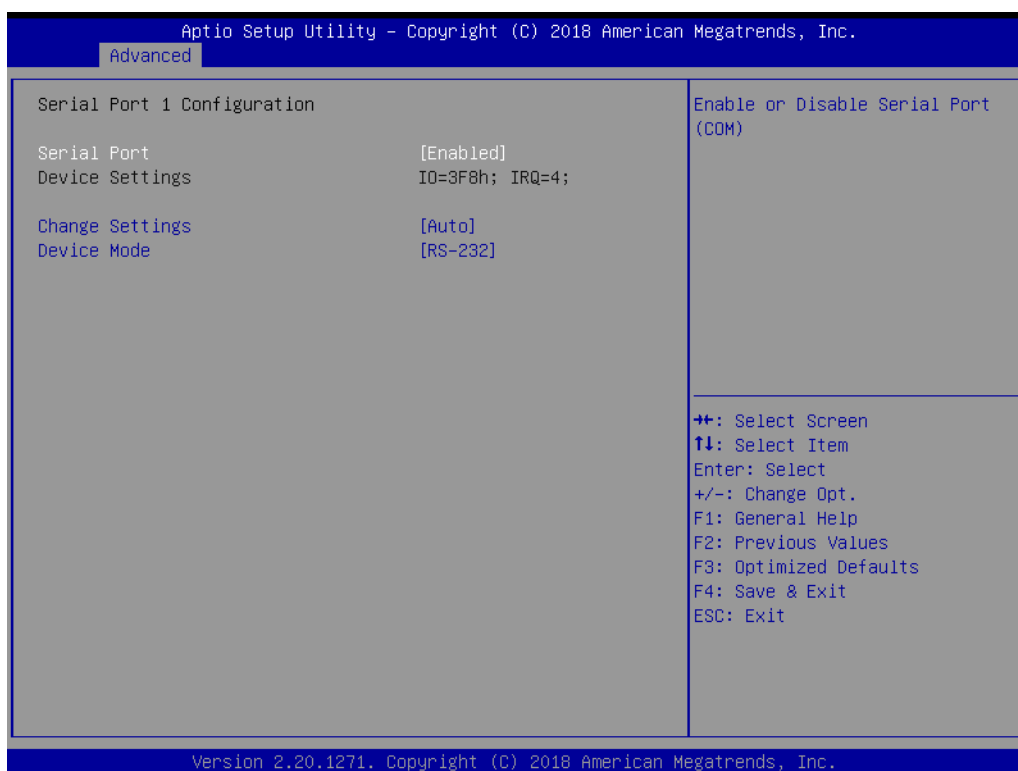 Aptio Setup Utility – Copyright (C) 2018 American Megatrends, Inc.
Advanced
Serial Port 1 Configuration
Serial Port [Enabled]
Device Settings IO=3F8h; IRQ=4;
Change Settings [Auto]
Device Mode [RS-232]
Enable or Disable Serial Port
(COM)
→←: Select Screen
↑↓: Select Item
Enter: Select
+/-: Change Opt.
F1: General Help
F2: Previous Values
F3: Optimized Defaults
F4: Save & Exit
ESC: Exit
Version 2.20.1271. Copyright (C) 2018 American Megatrends, Inc.